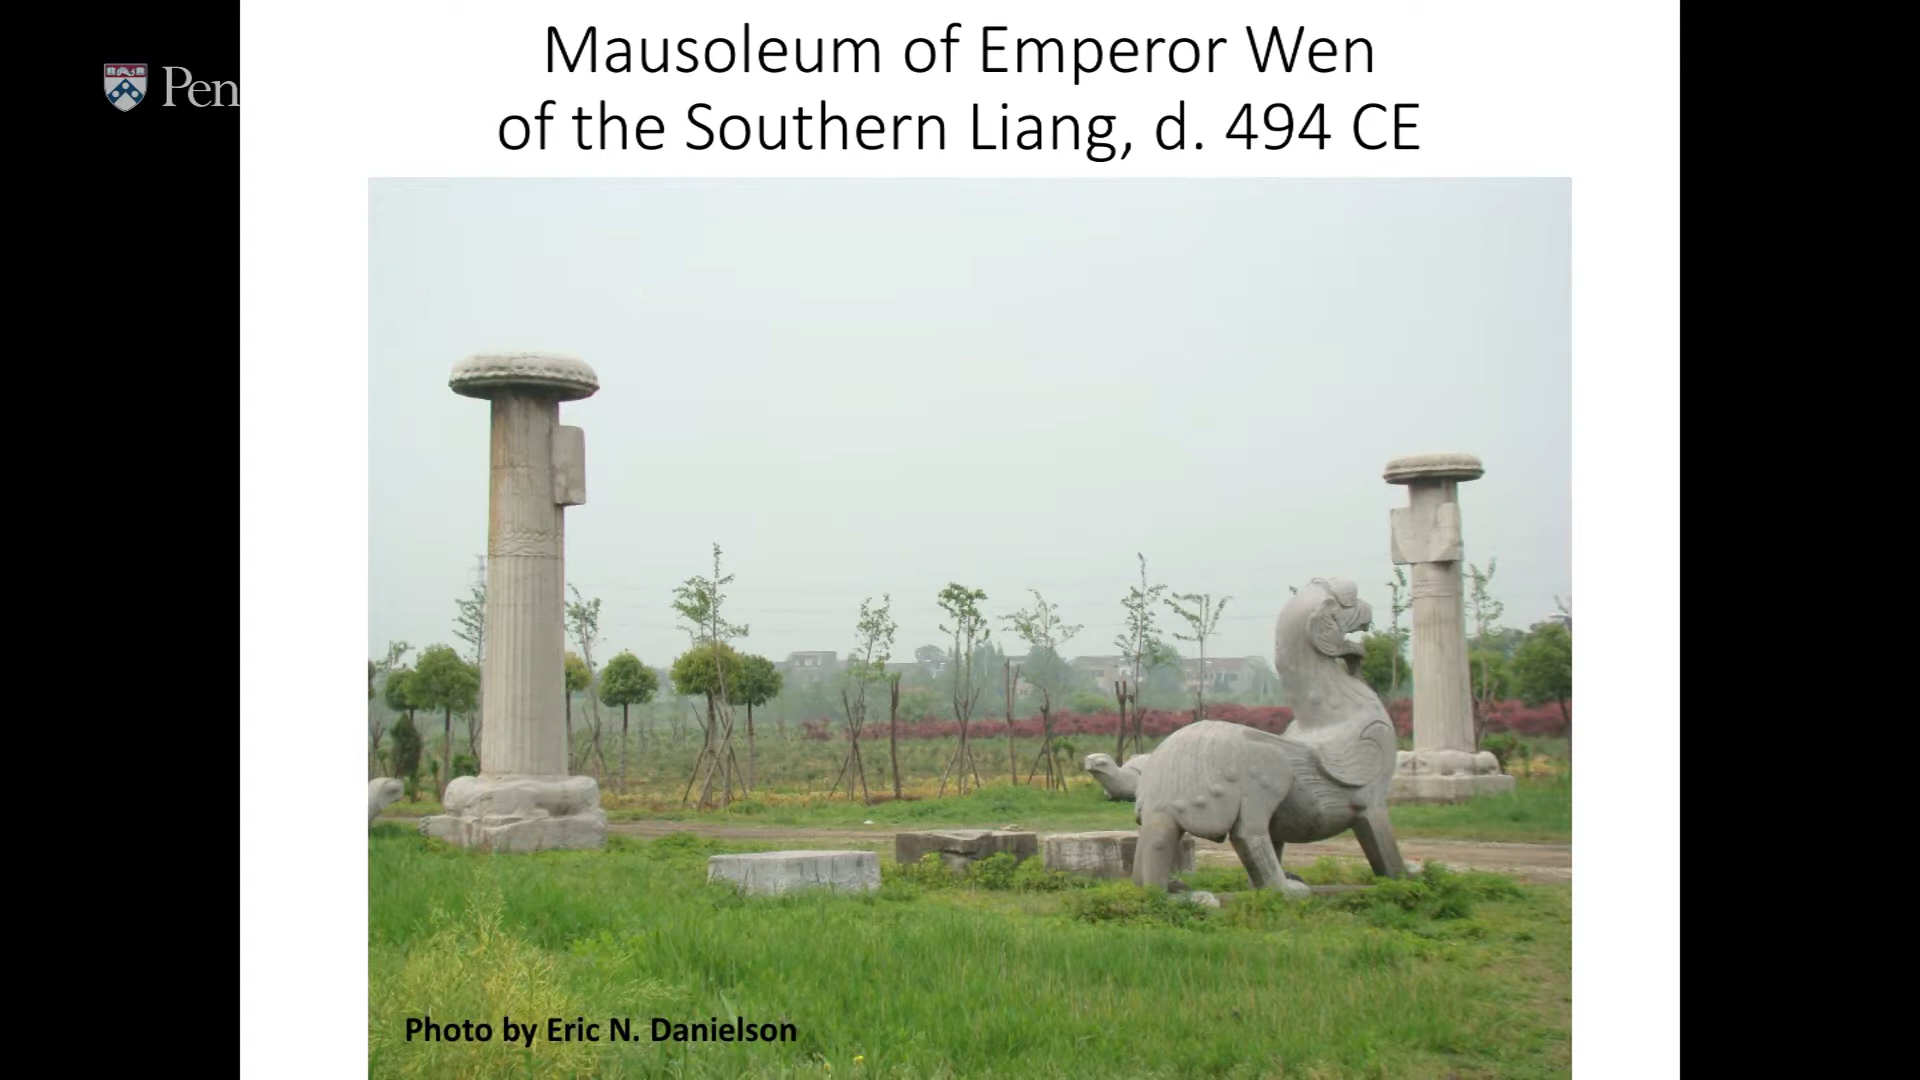 Mausoleum of Emperor Wen
of the Southern Liang, d. 494 CE
Pen
Photo by Eric N. Danielson